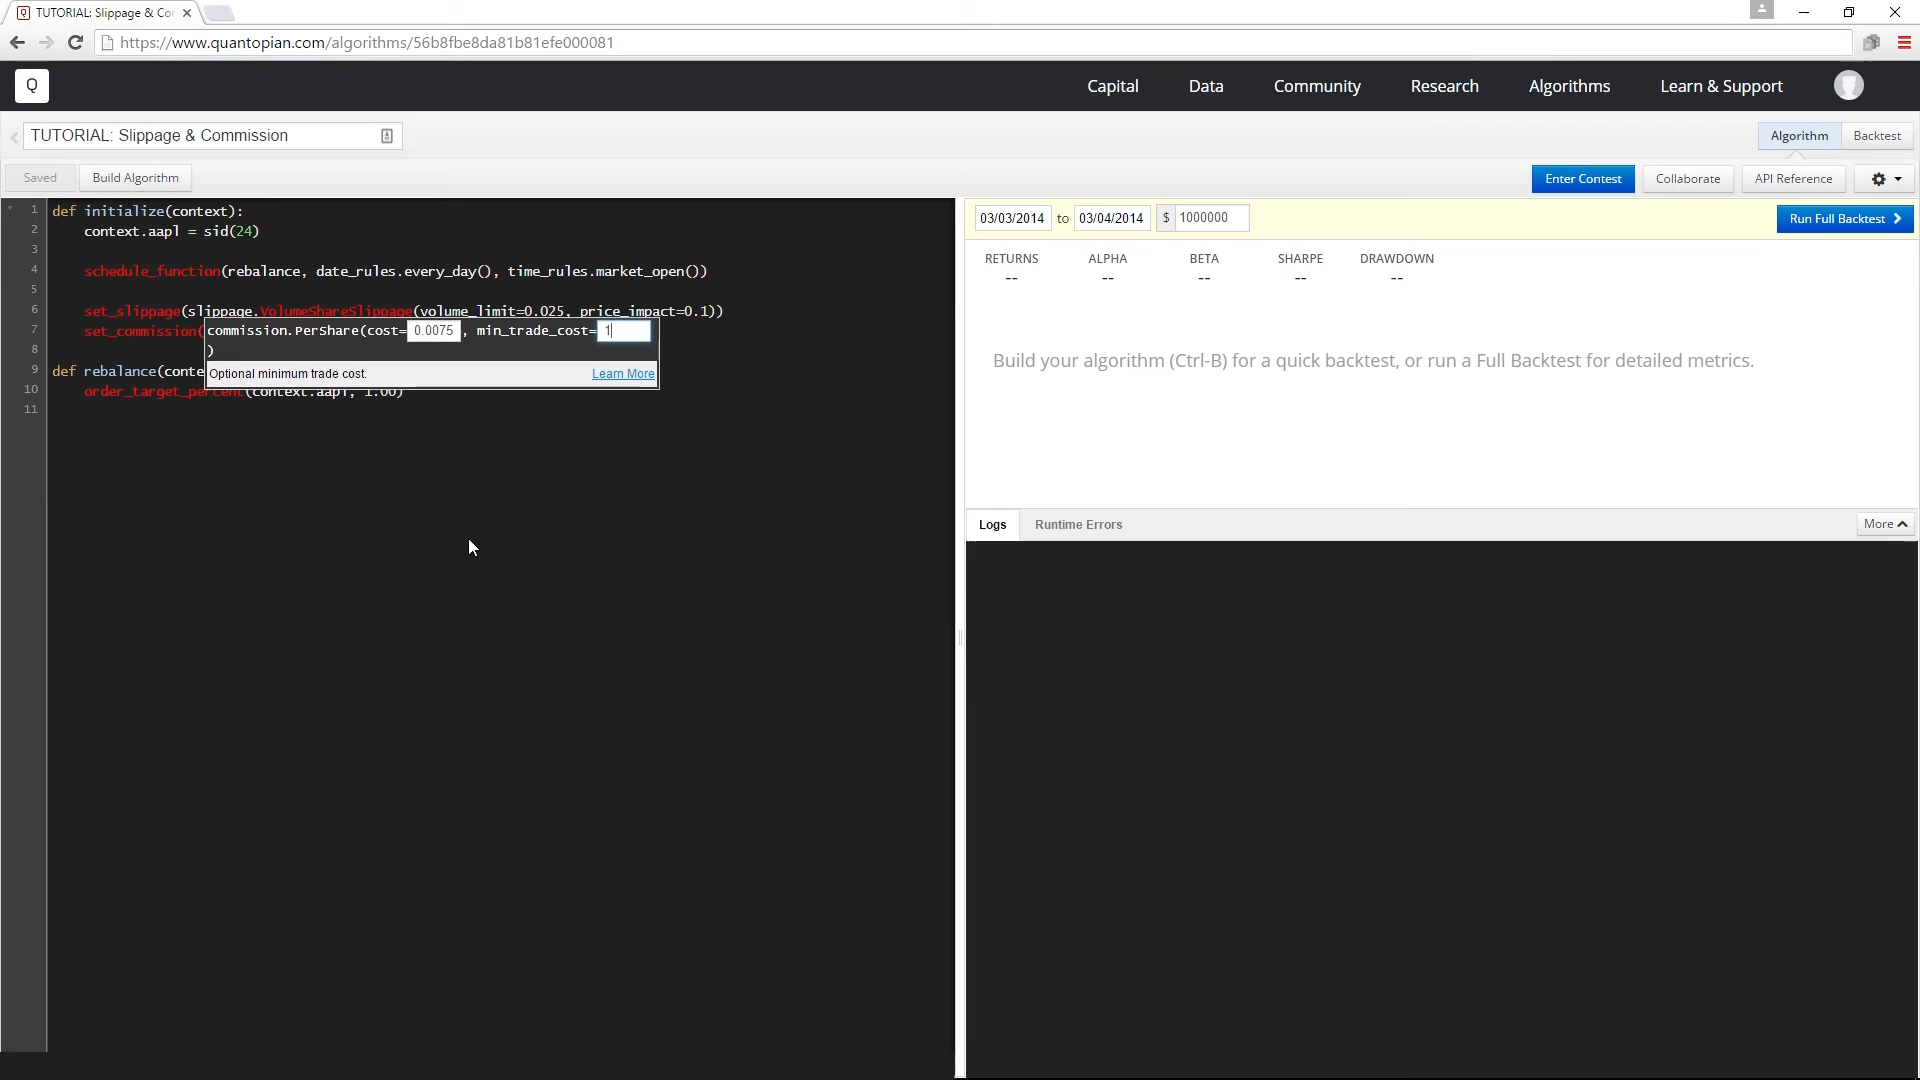 TUTORIAL: Slippage & Co
https://www.quantopian.com/algorithms/56b8fbe8da81b81efe000081
Q
Capital
Data
Community
Research
Algorithms
Learn & Support
TUTORIAL: Slippage & Commission
Algorithm
Backtest
Saved
Build Algorithm
Enter Contest
Collaborate
API Reference
1 def initialize(context):
2 context.aapl = sid(24)
3
4 schedule_function(rebalance, date_rules.every_day(), time_rules.market_open())
5
6 set_slippage(slippage.VolumeShareSlippage(volume_limit=0.025, price_impact=0.1))
7 set_commission(commission.PerShare(cost=0.0075, min_trade_cost=1
8 )
9 def rebalance(conte
Optional minimum trade cost. Learn More
10 order_target_percent(context.aapl, 1.00)
11
03/03/2014 to 03/04/2014 $ 1000000
Run Full Backtest
RETURNS ALPHA BETA SHARPE DRAWDOWN
-- -- -- -- --
Build your algorithm (Ctrl-B) for a quick backtest, or run a Full Backtest for detailed metrics.
Logs
Runtime Errors
More